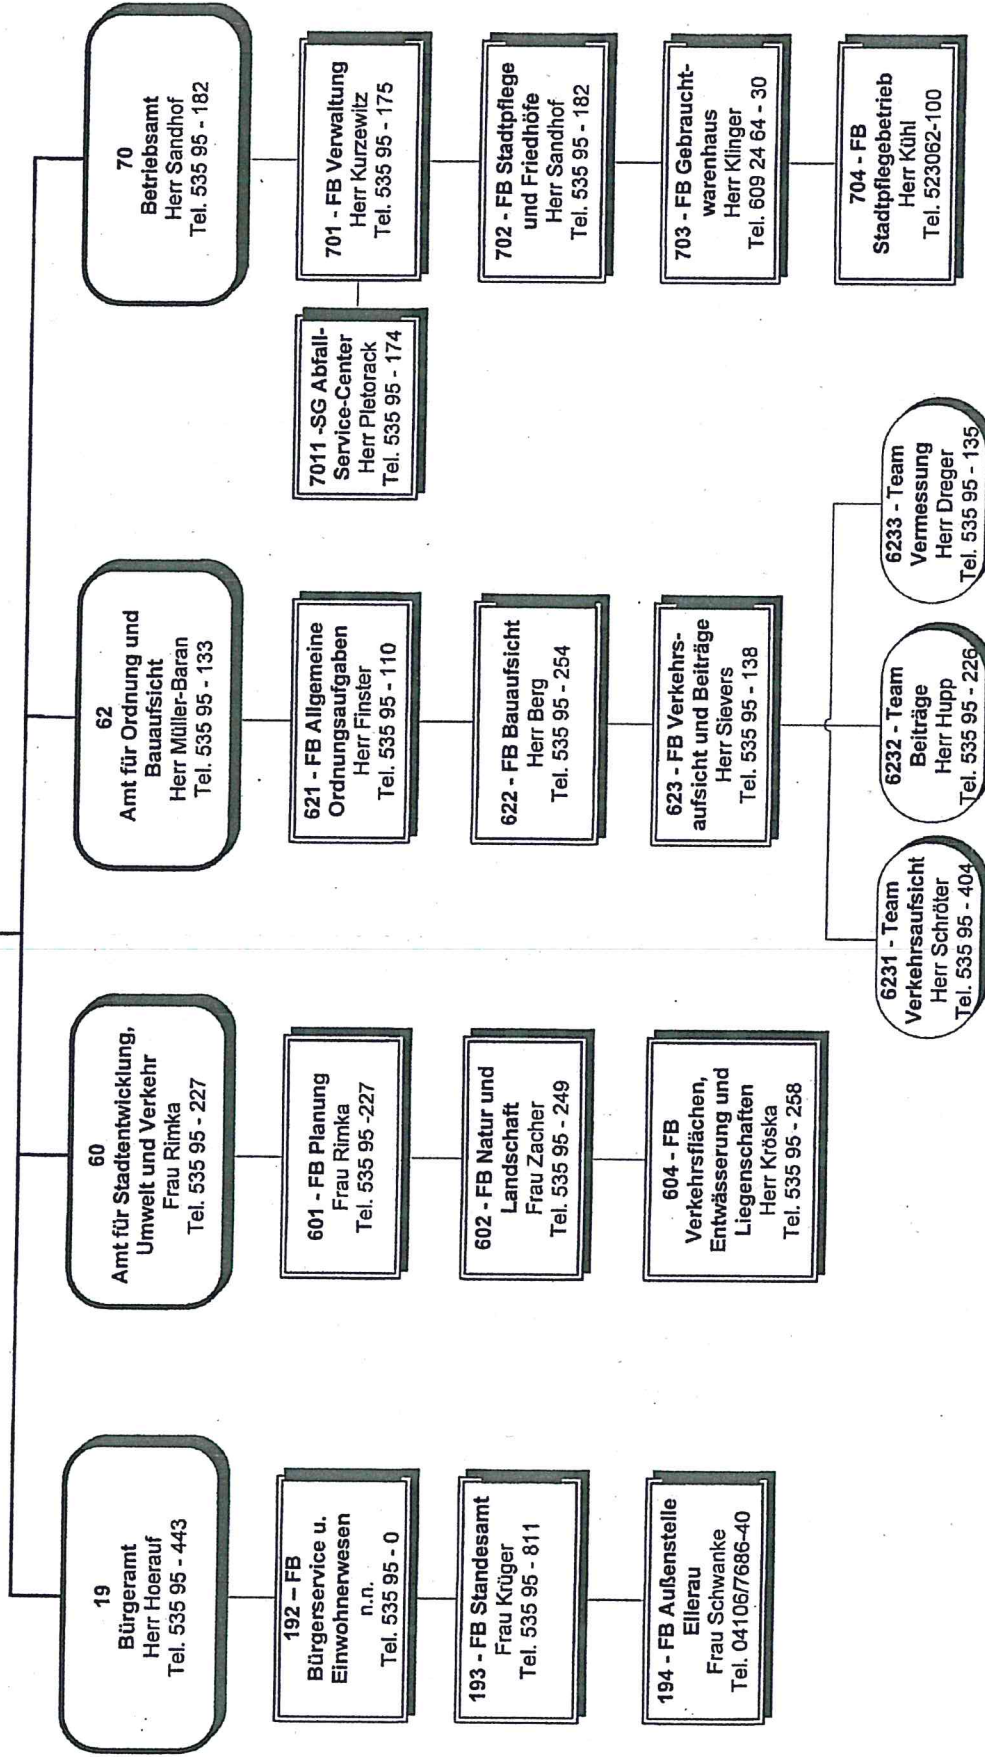 19
Bürgeramt
Herr Hoerauf
Tel. 535 95 - 443
192 – FB
Bürgerservice u.
Einwohnerwesen
n.n.
Tel. 535 95 - 0
193 - FB Standesamt
Frau Krüger
Tel. 535 95 - 811
194 - FB Außenstelle
Ellerau
Frau Schwanke
Tel. 04106/7686-40
60
Amt für Stadtentwicklung,
Umwelt und Verkehr
Frau Rimka
Tel. 535 95 - 227
601 - FB Planung
Frau Rimka
Tel. 535 95 -227
602 - FB Natur und
Landschaft
Frau Zacher
Tel. 535 95 - 249
604 - FB
Verkehrsflächen,
Entwässerung und
Liegenschaften
Herr Kröska
Tel. 535 95 - 258
62
Amt für Ordnung und
Bauaufsicht
Herr Müller-Baran
Tel. 535 95 - 133
621 - FB Allgemeine
Ordnungsaufgaben
Herr Finster
Tel. 535 95 - 110
622 - FB Bauaufsicht
Herr Berg
Tel. 535 95 - 254
623 - FB Verkehrs-
aufsicht und Beiträge
Herr Sievers
Tel. 535 95 - 138
6231 - Team
Verkehrsaufsicht
Herr Schröter
Tel. 535 95 - 404
6232 - Team
Beiträge
Herr Hupp
Tel. 535 95 - 226
6233 - Team
Vermessung
Herr Dreger
Tel. 535 95 - 135
70
Betriebsamt
Herr Sandhof
Tel. 535 95 - 182
701 - FB Verwaltung
Herr Kurzewitz
Tel. 535 95 - 175
7011 -SG Abfall-
Service-Center
Herr Pletorack
Tel. 535 95 - 174
702 - FB Stadtpflege
und Friedhöfe
Herr Sandhof
Tel. 535 95 - 182
703 - FB Gebraucht-
warenhaus
Herr Klinger
Tel. 609 24 64 - 30
704 - FB
Stadtpflegebetrieb
Herr Kühl
Tel. 523062-100